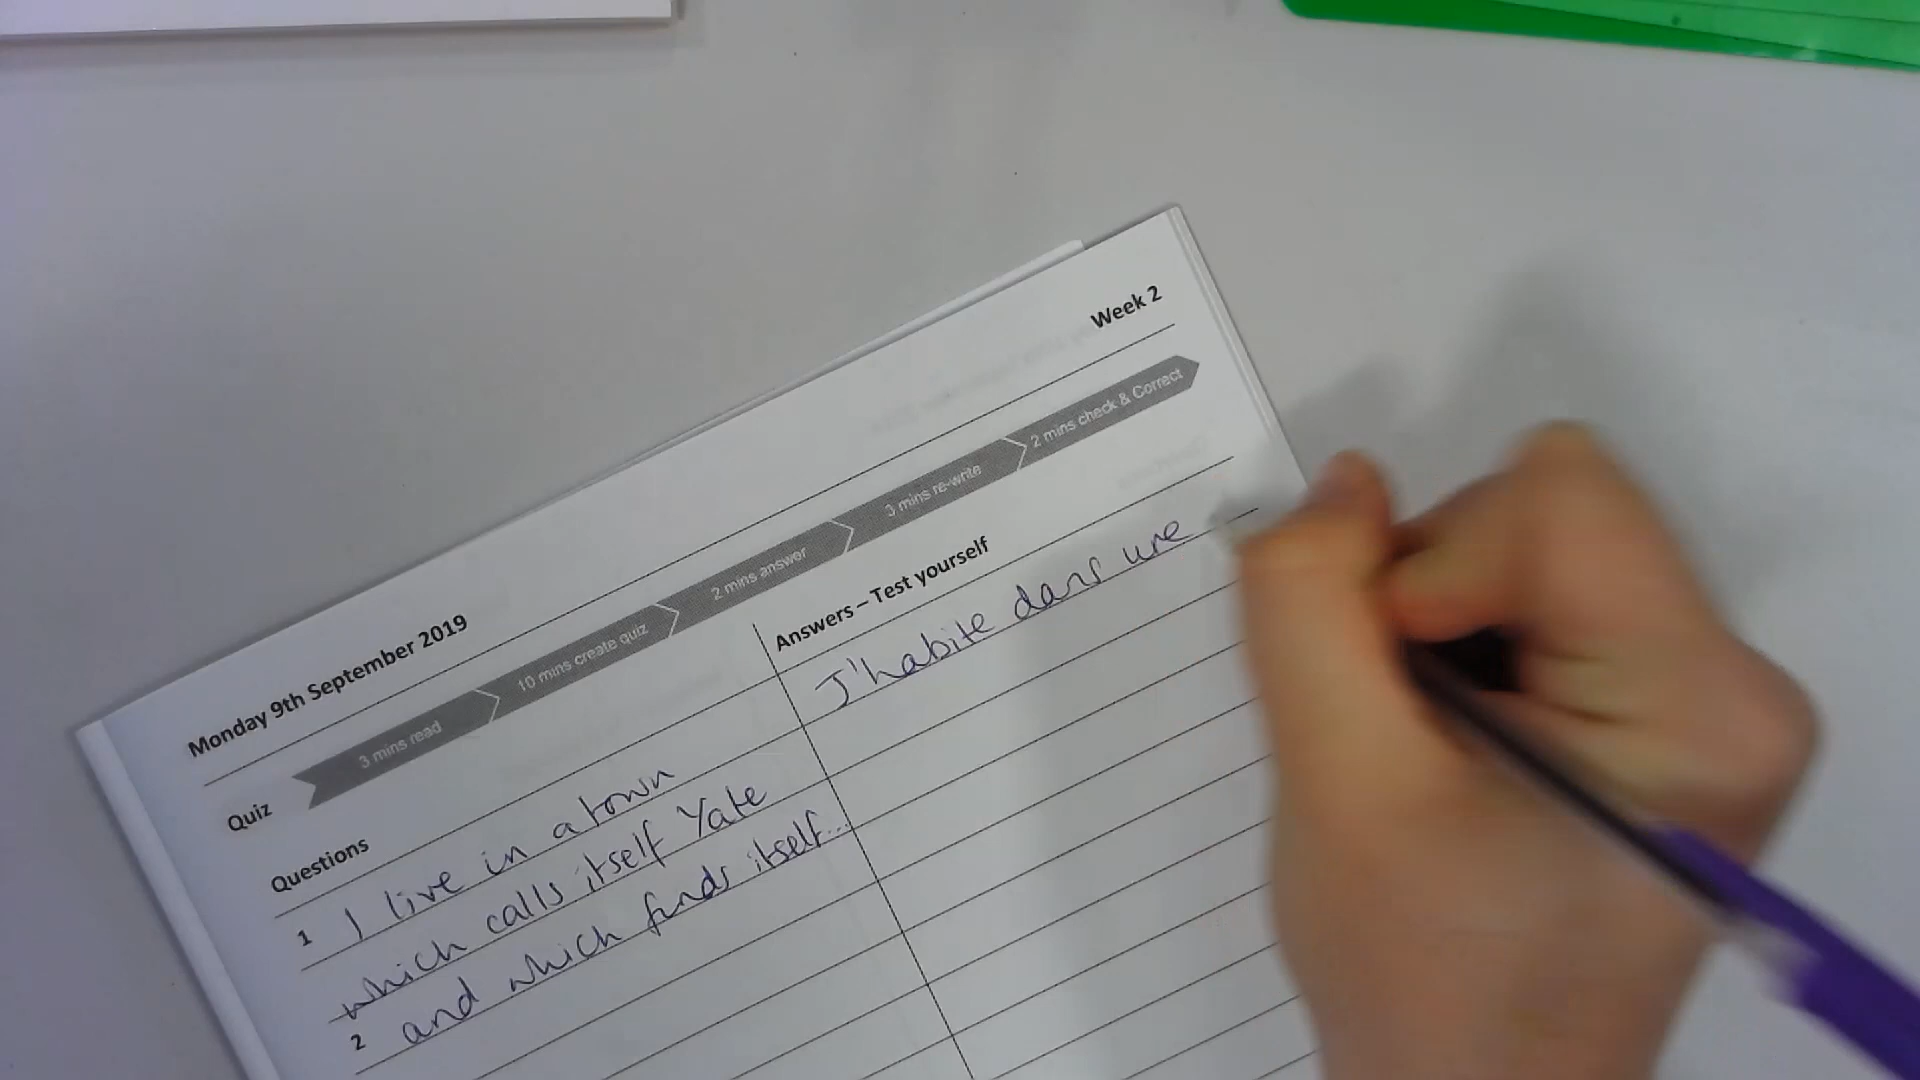 Monday 9th September 2019 Week 2
Quiz 3 mins read 10 mins create quiz 2 mins answer 3 mins re-write 2 mins check & Correct
Questions
1 I live in a town
which calls itself Yate
2 and which finds itself...
Answers – Test yourself
J'habite dans une